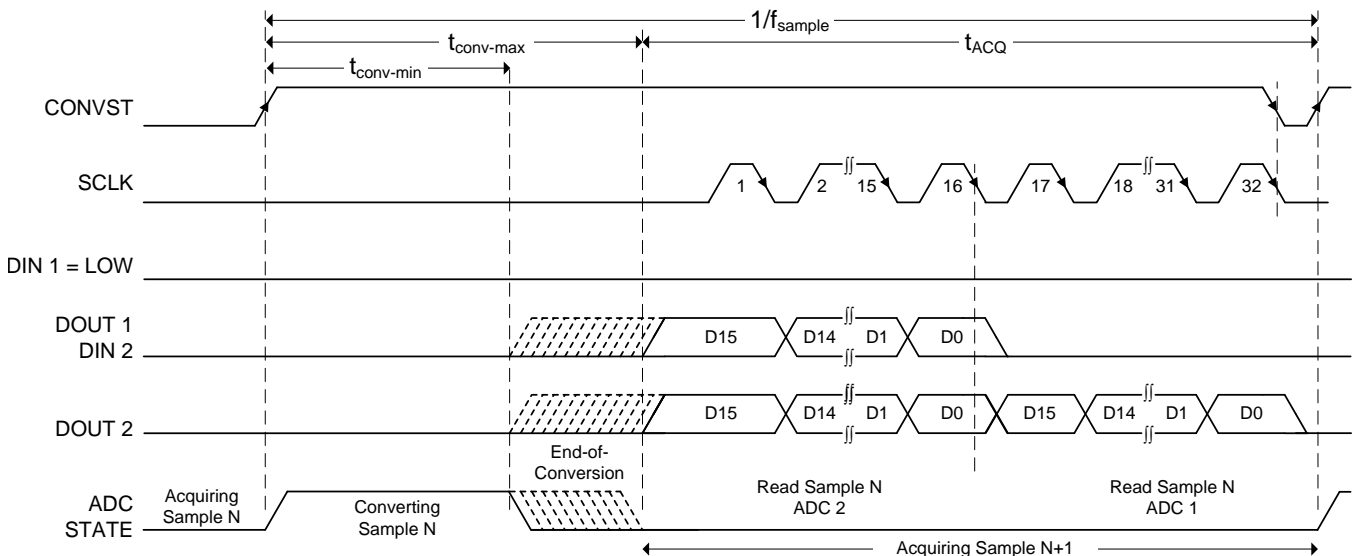 1/fsample
tconv-max
tACQ
tconv-min
CONVST
SCLK
1 2 15 16 17 18 31 32
DIN 1 = LOW
DOUT 1
DIN 2
D15 D14 D1 D0
DOUT 2
D15 D14 D1 D0 D15 D14 D1 D0
End-of-
Conversion
ADC
STATE
Acquiring
Sample N
Converting
Sample N
Read Sample N
ADC 2
Read Sample N
ADC 1
Acquiring Sample N+1